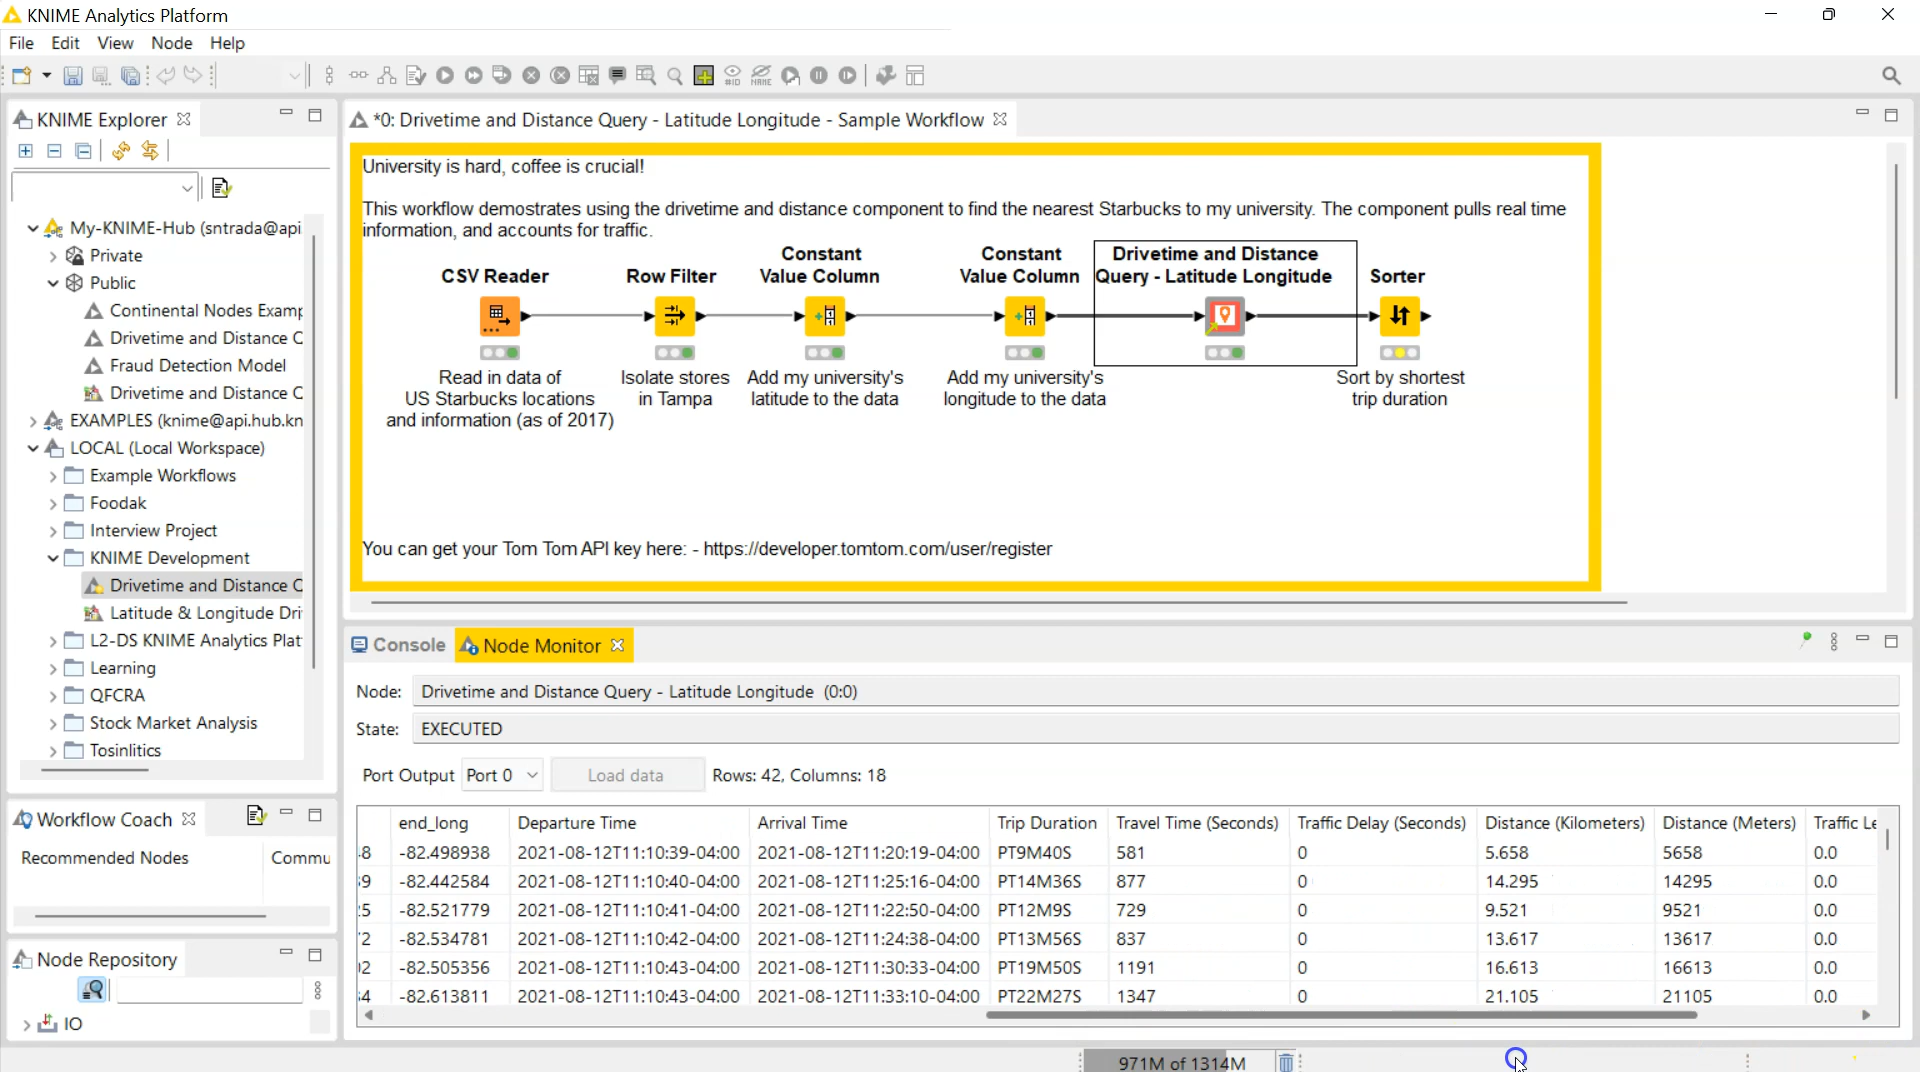 KNIME Analytics Platform
File Edit View Node Help
KNIME Explorer
*0: Drivetime and Distance Query - Latitude Longitude - Sample Workflow
My-KNIME-Hub (sntrada@api
Private
Public
Continental Nodes Examp
Drivetime and Distance Q
Fraud Detection Model
Drivetime and Distance Q
EXAMPLES (knime@api.hub.kn
LOCAL (Local Workspace)
Example Workflows
Foodak
Interview Project
KNIME Development
Drivetime and Distance Q
Latitude & Longitude Dri
L2-DS KNIME Analytics Plat
Learning
QFCRA
Stock Market Analysis
Tosinlitics
Workflow Coach
Recommended Nodes Commu
Node Repository
IO
University is hard, coffee is crucial!
This workflow demostrates using the drivetime and distance component to find the nearest Starbucks to my university. The component pulls real time
information, and accounts for traffic.
CSV Reader
Read in data of
US Starbucks locations
and information (as of 2017)
Row Filter
Isolate stores
in Tampa
Constant
Value Column
Add my university's
latitude to the data
Constant
Value Column
Add my university's
longitude to the data
Drivetime and Distance
Query - Latitude Longitude
Sorter
Sort by shortest
trip duration
You can get your Tom Tom API key here: - https://developer.tomtom.com/user/register
Console Node Monitor
Node: Drivetime and Distance Query - Latitude Longitude (0:0)
State: EXECUTED
Port Output Port 0 Load data Rows: 42, Columns: 18
end_long Departure Time Arrival Time Trip Duration Travel Time (Seconds) Traffic Delay (Seconds) Distance (Kilometers) Distance (Meters) Traffic Le
8 -82.498938 2021-08-12T11:10:39-04:00 2021-08-12T11:20:19-04:00 PT9M40S 581 0 5.658 5658 0.0
9 -82.442584 2021-08-12T11:10:40-04:00 2021-08-12T11:25:16-04:00 PT14M36S 877 0 14.295 14295 0.0
5 -82.521779 2021-08-12T11:10:41-04:00 2021-08-12T11:22:50-04:00 PT12M9S 729 0 9.521 9521 0.0
2 -82.534781 2021-08-12T11:10:42-04:00 2021-08-12T11:24:38-04:00 PT13M56S 837 0 13.617 13617 0.0
2 -82.505356 2021-08-12T11:10:43-04:00 2021-08-12T11:30:33-04:00 PT19M50S 1191 0 16.613 16613 0.0
4 -82.613811 2021-08-12T11:10:43-04:00 2021-08-12T11:33:10-04:00 PT22M27S 1347 0 21.105 21105 0.0
971M of 1314M